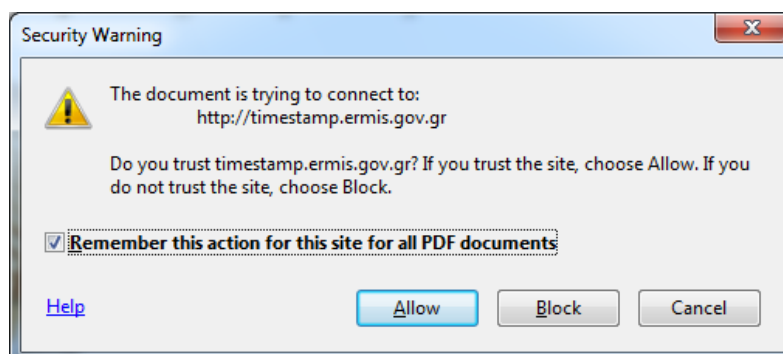 Security Warning
The document is trying to connect to:
http://timestamp.ermis.gov.gr
Do you trust timestamp.ermis.gov.gr? If you trust the site, choose Allow. If you
do not trust the site, choose Block.
Remember this action for this site for all PDF documents
Help Allow Block Cancel